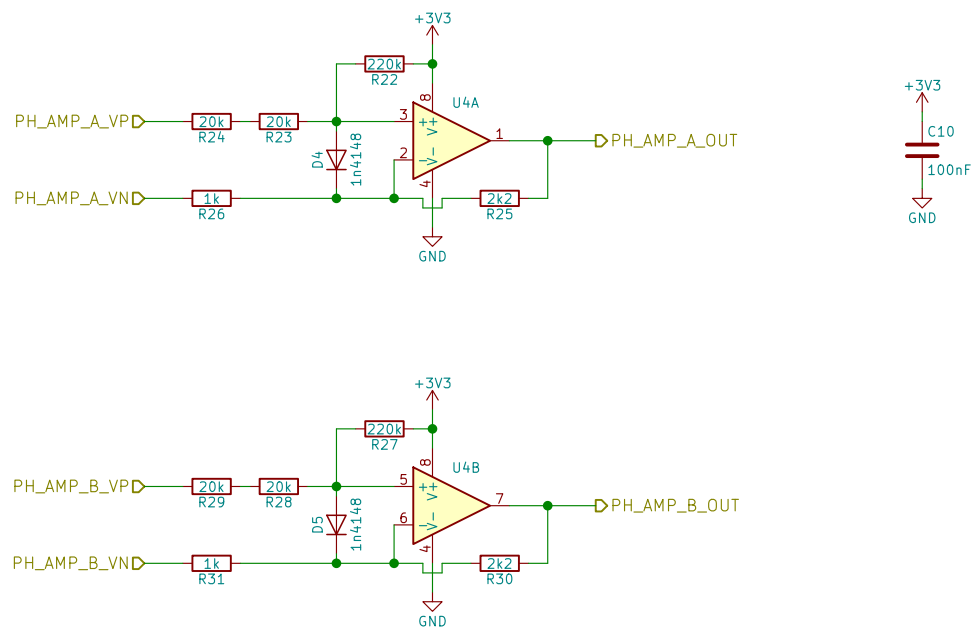 +3V3
220k
R22
8
U4A
PH_AMP_A_VP
20k
R24
20k
R23
3
++
V
1
PH_AMP_A_OUT
D4
1n4148
2
V-
4
PH_AMP_A_VN
1k
R26
2k2
R25
GND
+3V3
C10
100nF
GND
+3V3
220k
R27
8
U4B
PH_AMP_B_VP
20k
R29
20k
R28
5
V+
7
PH_AMP_B_OUT
D5
1n4148
6
V-
4
PH_AMP_B_VN
1k
R31
2k2
R30
GND